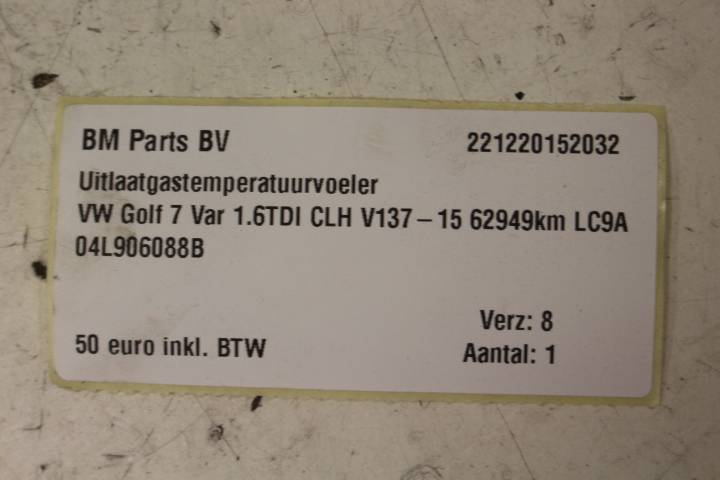 BM Parts BV 221220152032
Uitlaatgastemperatuurvoeler
VW Golf 7 Var 1.6TDI CLH V137-15 62949km LC9A
04L906088B
Verz: 8
50 euro inkl. BTW Aantal: 1